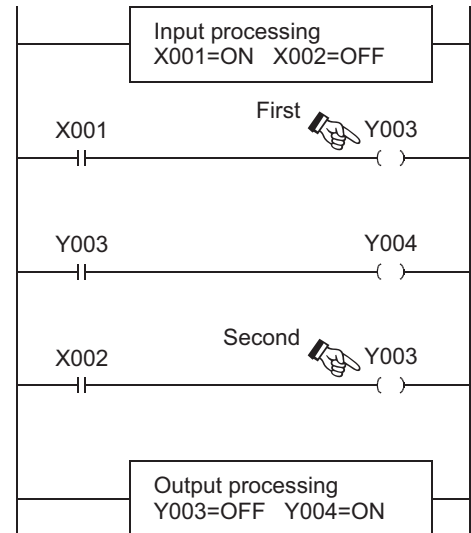 Input processing
X001=ON X002=OFF
First
X001
Y003
Y003
Y004
Second
X002
Y003
Output processing
Y003=OFF Y004=ON